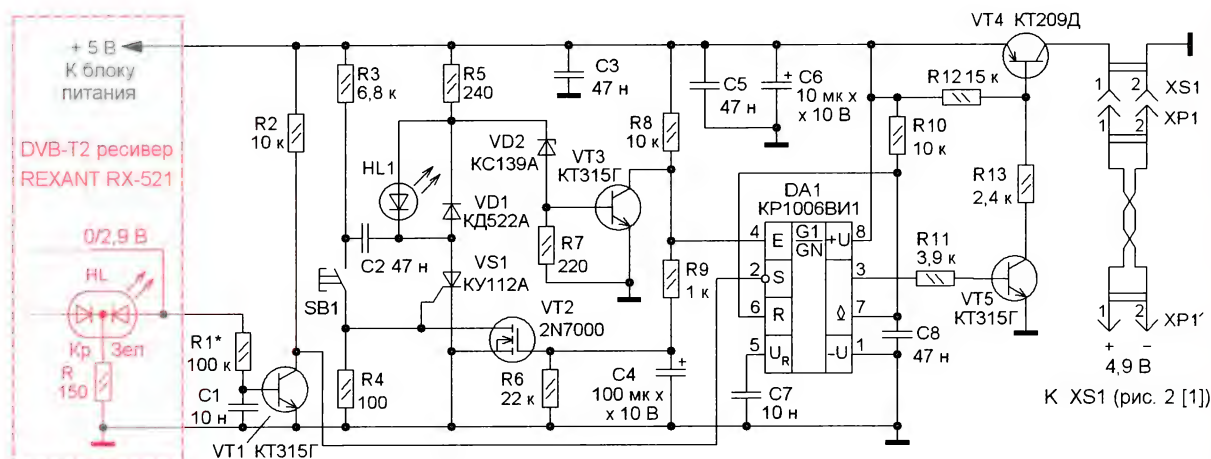 + 5 В
К блоку
питания
DVB-T2 ресивер
REXANT RX-521
0/2,9 В
HL
Кр
Зел
R
150
R1*
100 к
C1
10 н
VT1 КТ315Г
R2
10 к
R3
6,8 к
R5
240
HL1
C2 47 н
SB1
R4
100
VD1
КД522А
VS1
КУ112А
VT2
2N7000
R6
22 к
C3
47 н
VD2
КС139А
VT3
КТ315Г
R7
220
R8
10 к
R9
1 к
C4
100 мк х
х 10 В
+
C5
47 н
+ C6
10 мк х
х 10 В
DA1
КР1006ВИ1
4
E
G1
GN
+U
8
2
S
3
6
R
7
5
UR
-U
1
C7
10 н
C8
47 н
R10
10 к
R11
3,9 к
R12 15 к
R13
2,4 к
VT4 КТ209Д
VT5
КТ315Г
1
2
XS1
XP1
1
2
1
2
XP1'
+
−
4,9 В
К XS1 (рис. 2 [1])